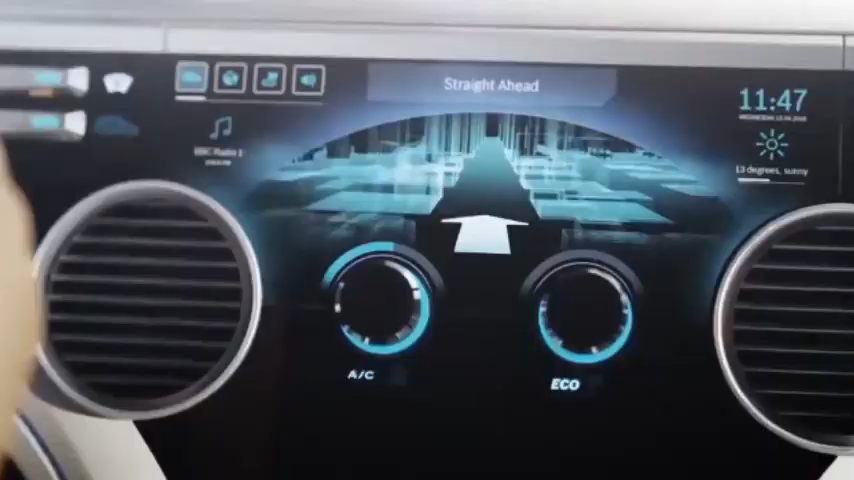 Straight Ahead
11:47
BBC Radio 1
13 degrees, sunny
A/C
ECO